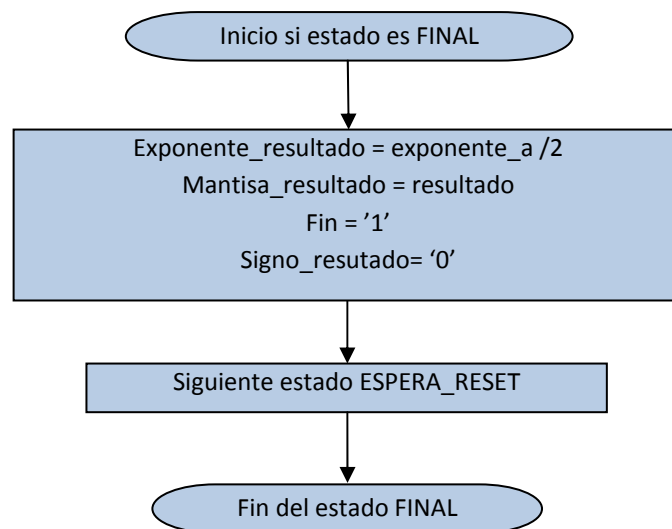 Inicio si estado es FINAL
Exponente_resultado = exponente_a /2
Mantisa_resultado = resultado
Fin = ’1’
Signo_resutado= ‘0’
Siguiente estado ESPERA_RESET
Fin del estado FINAL